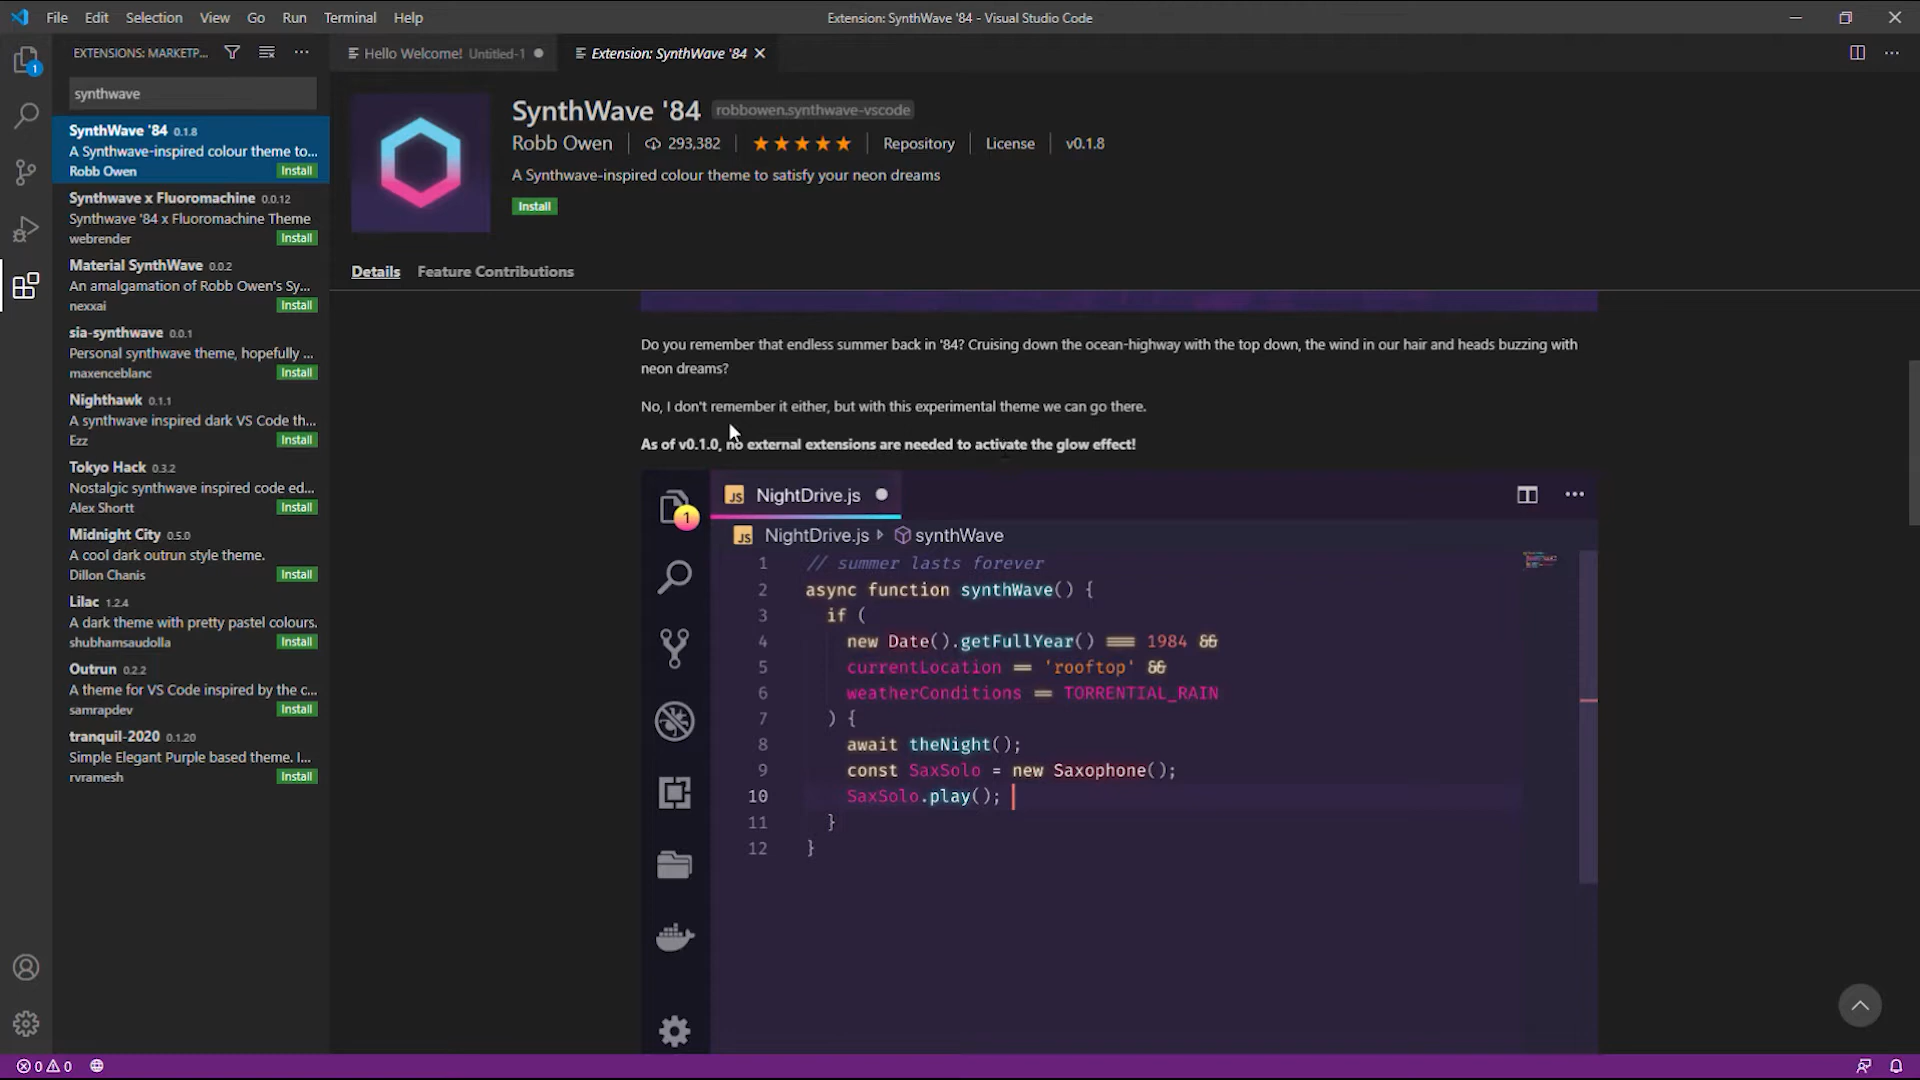 File Edit Selection View Go Run Terminal Help
Extension: SynthWave '84 - Visual Studio Code
EXTENSIONS: MARKETP...
Hello Welcome! Untitled-1
Extension: SynthWave '84
1
synthwave
SynthWave '84 0.1.8
A Synthwave-inspired colour theme to...
Robb Owen Install
Synthwave x Fluoromachine 0.0.12
Synthwave '84 x Fluoromachine Theme
webrender Install
Material SynthWave 0.0.2
An amalgamation of Robb Owen's Sy...
nexxai Install
sia-synthwave 0.0.1
Personal synthwave theme, hopefully ...
maxenceblanc Install
Nighthawk 0.1.1
A synthwave inspired dark VS Code th...
Ezz Install
Tokyo Hack 0.3.2
Nostalgic synthwave inspired code ed...
Alex Shortt Install
Midnight City 0.5.0
A cool dark outrun style theme.
Dillon Chanis Install
Lilac 1.2.4
A dark theme with pretty pastel colours.
shubhamsaudolla Install
Outrun 0.2.2
A theme for VS Code inspired by the c...
samrapdev Install
tranquil-2020 0.1.20
Simple Elegant Purple based theme. I...
rvramesh Install
SynthWave '84 robbowen.synthwave-vscode
Robb Owen 293,382 Repository License v0.1.8
A Synthwave-inspired colour theme to satisfy your neon dreams
Install
Details Feature Contributions
Do you remember that endless summer back in '84? Cruising down the ocean-highway with the top down, the wind in our hair and heads buzzing with
neon dreams?
No, I don't remember it either, but with this experimental theme we can go there.
As of v0.1.0, no external extensions are needed to activate the glow effect!
JS NightDrive.js
1
JS NightDrive.js synthWave
1 // summer lasts forever
2 async function synthWave() {
3 if (
4 new Date().getFullYear() === 1984 &&
5 currentLocation == 'rooftop' &&
6 weatherConditions == TORRENTIAL_RAIN
7 ) {
8 await theNight();
9 const SaxSolo = new Saxophone();
10 SaxSolo.play();
11 }
12 }
0 0